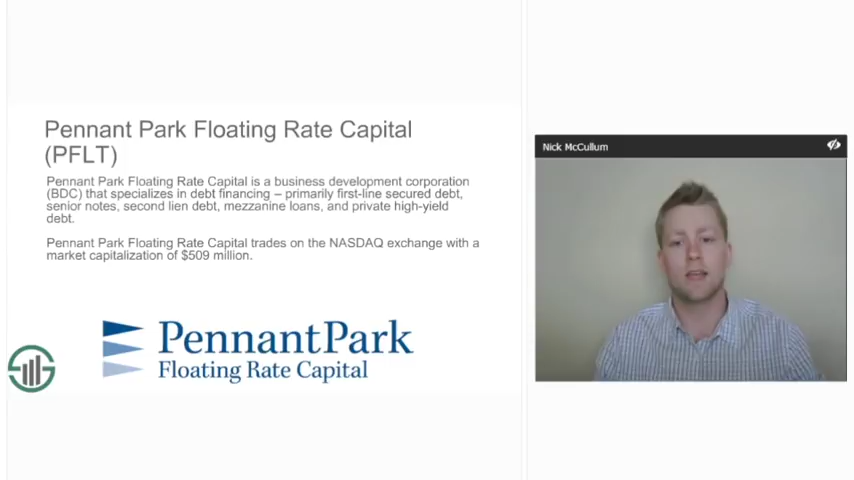 Pennant Park Floating Rate Capital
(PFLT)
Pennant Park Floating Rate Capital is a business development corporation
(BDC) that specializes in debt financing – primarily first-line secured debt,
senior notes, second lien debt, mezzanine loans, and private high-yield
debt.
Pennant Park Floating Rate Capital trades on the NASDAQ exchange with a
market capitalization of $509 million.
PennantPark
Floating Rate Capital
Nick McCullum